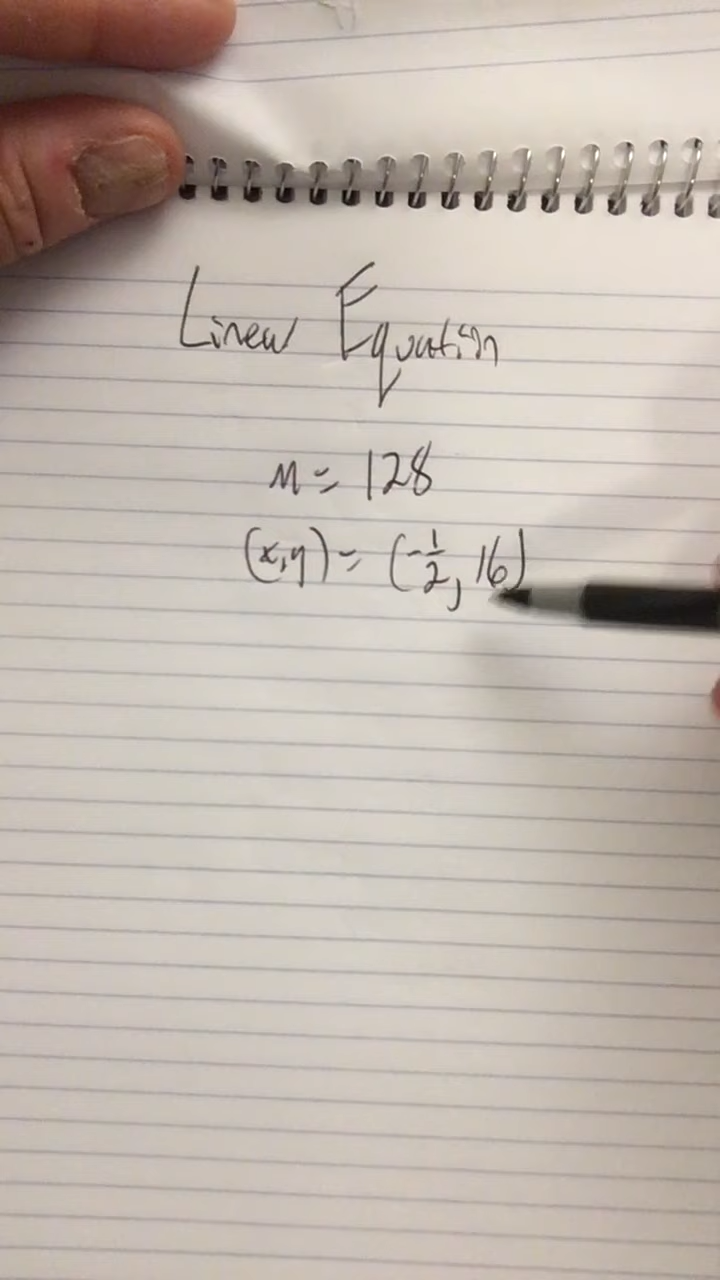 Linear Equation
m = 128
(x,y) = (-1/2, 16)